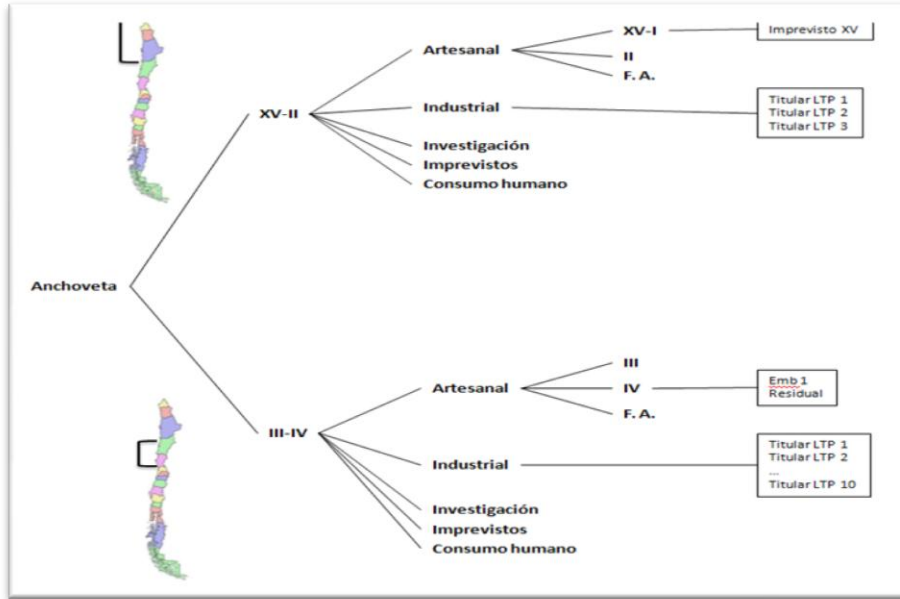 XV-I
Imprevisto XV
Artesanal
II
F. A.
XV-II
Industrial
Titular LTP 1
Titular LTP 2
Titular LTP 3
Investigación
Imprevistos
Consumo humano
Anchoveta
III-IV
Artesanal
III
IV
F. A.
Emb 1
Residual
Industrial
Titular LTP 1
Titular LTP 2
...
Titular LTP 10
Investigación
Imprevistos
Consumo humano